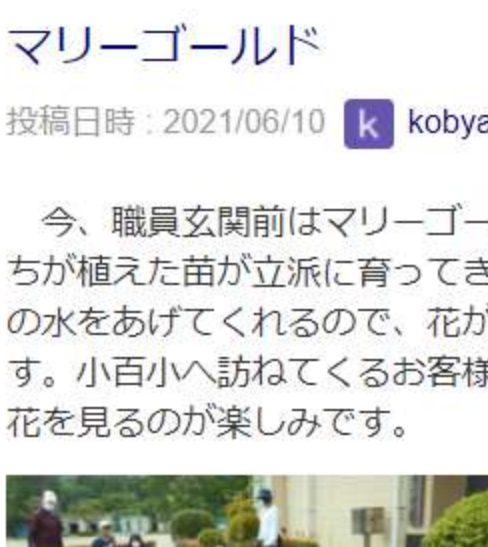 マリーゴールド
投稿日時 : 2021/06/10 k kobya
今、職員玄関前はマリーゴー
ちが植えた苗が立派に育ってき
の水をあげてくれるので、花が
す。小百小へ訪ねてくるお客様
花を見るのが楽しみです。